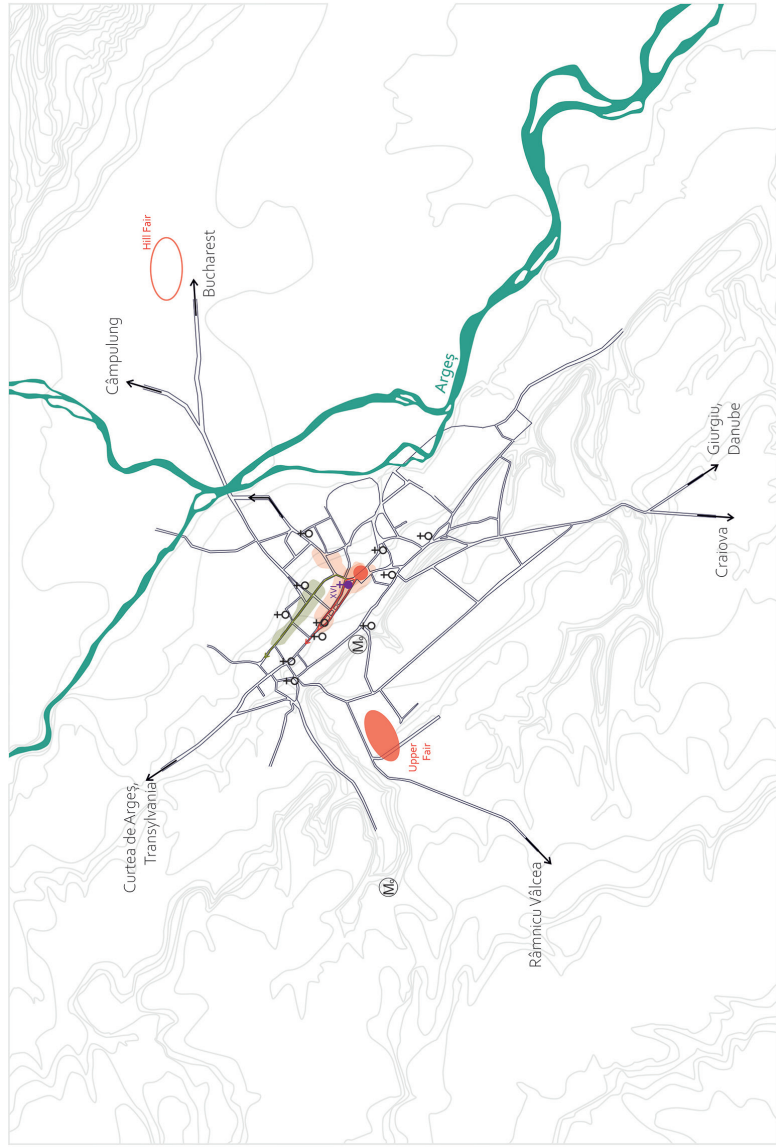 Hill Fair
Bucharest
Câmpulung
Argeș
Giurgiu,
Danube
Craiova
XVI
Upper
Fair
Curtea de Argeș,
Transylvania
Râmnicu Vâlcea